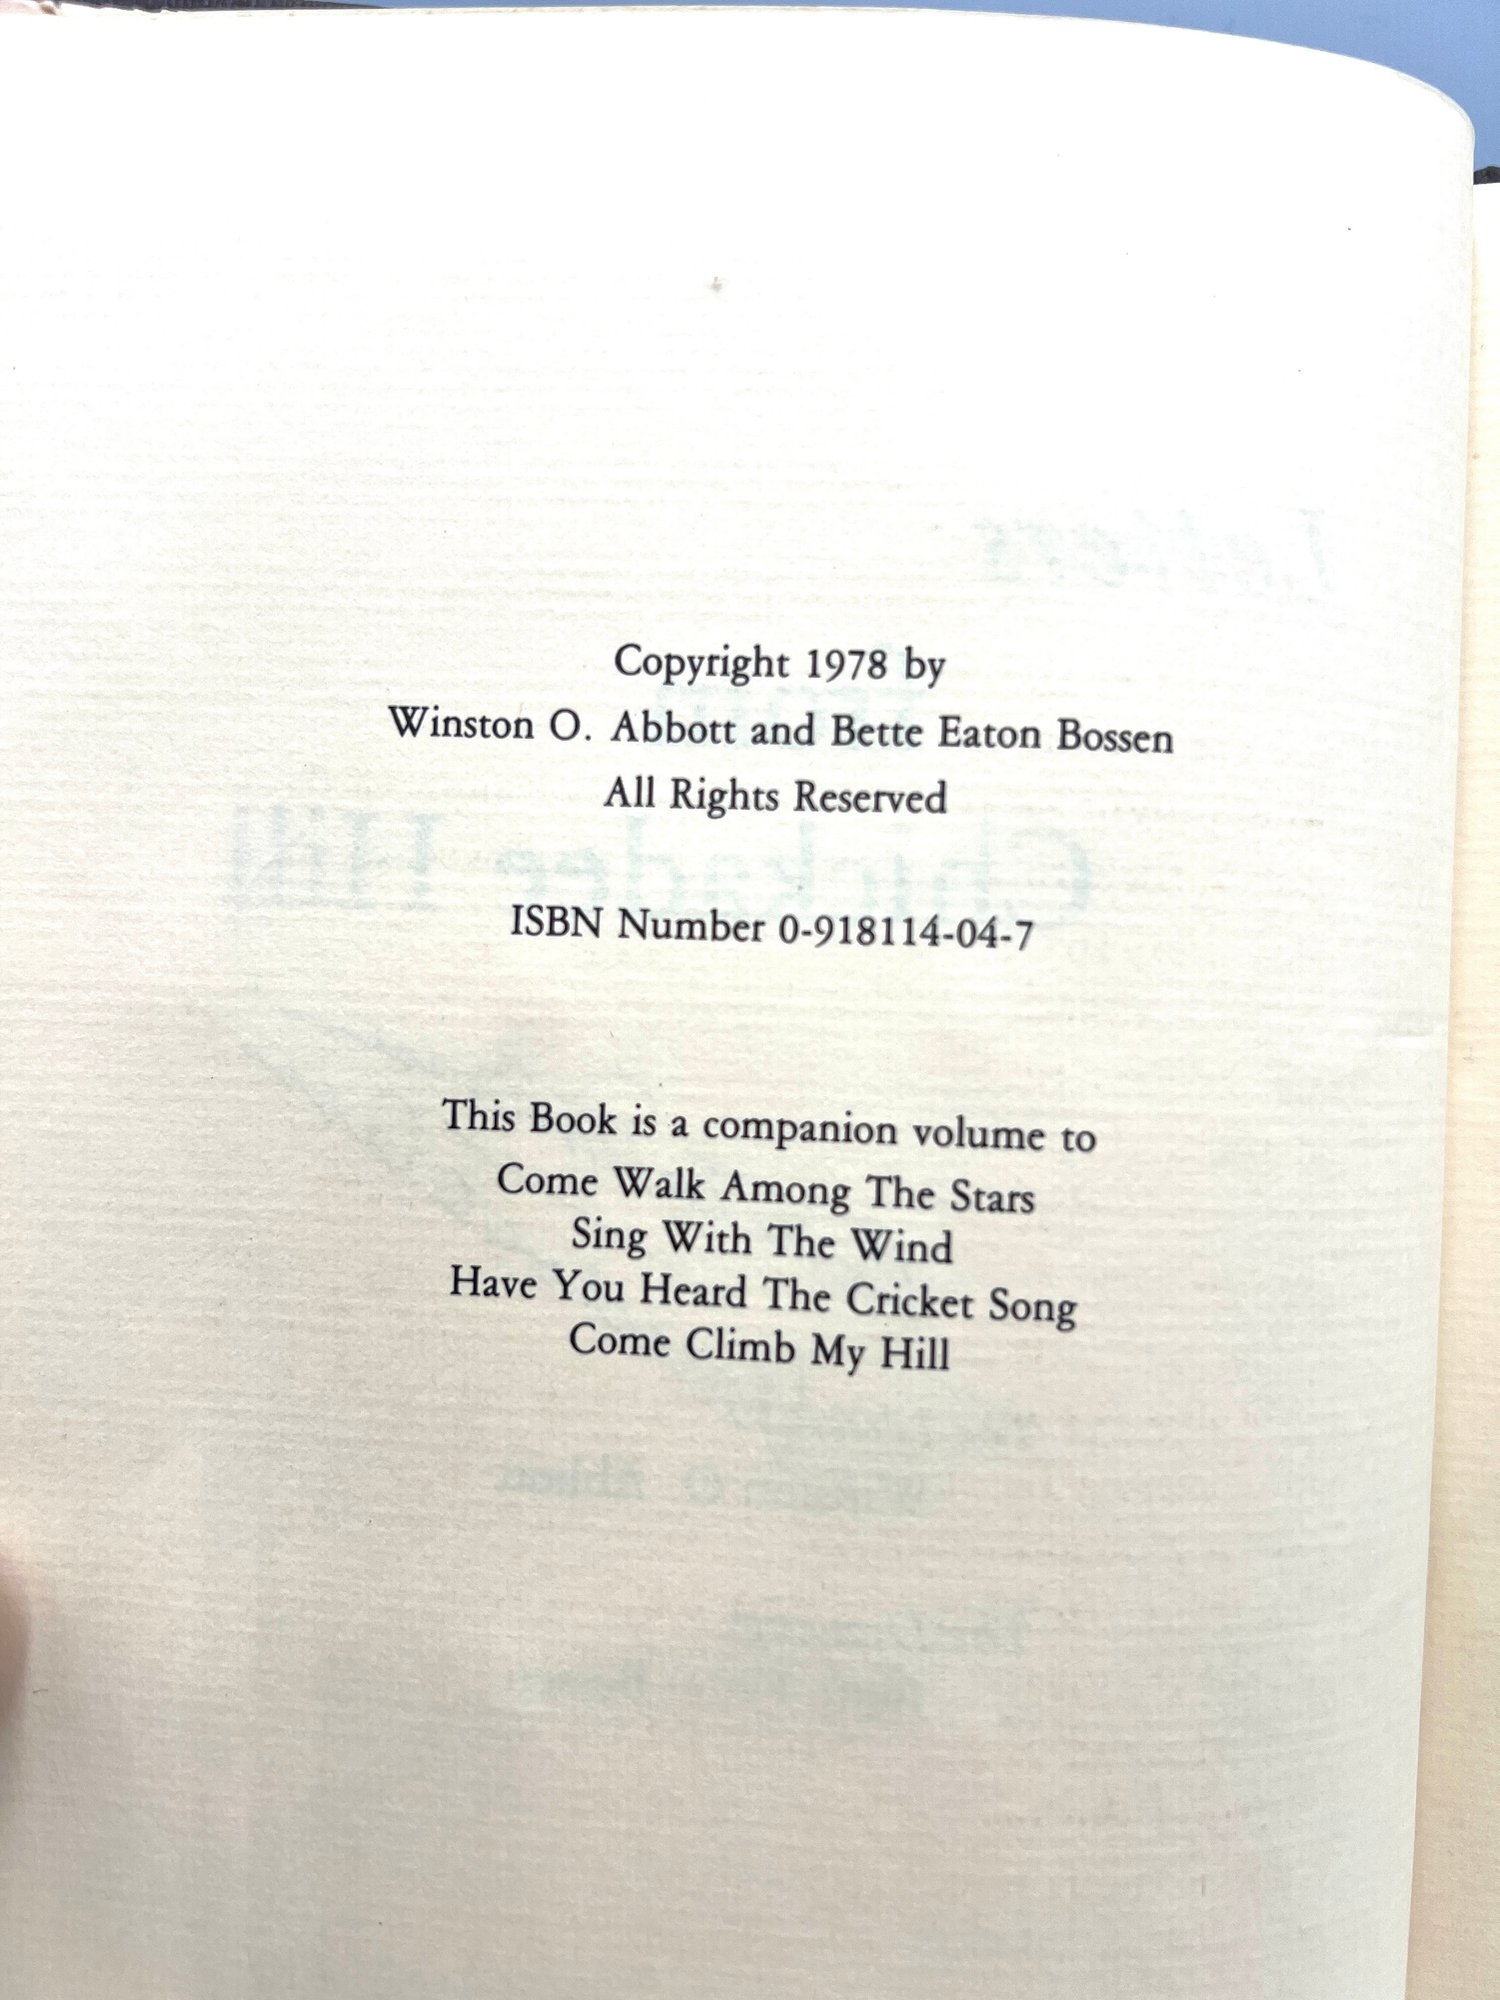 Copyright 1978 by
Winston O. Abbott and Bette Eaton Bossen
All Rights Reserved
ISBN Number 0-918114-04-7
This Book is a companion volume to
Come Walk Among The Stars
Sing With The Wind
Have You Heard The Cricket Song
Come Climb My Hill